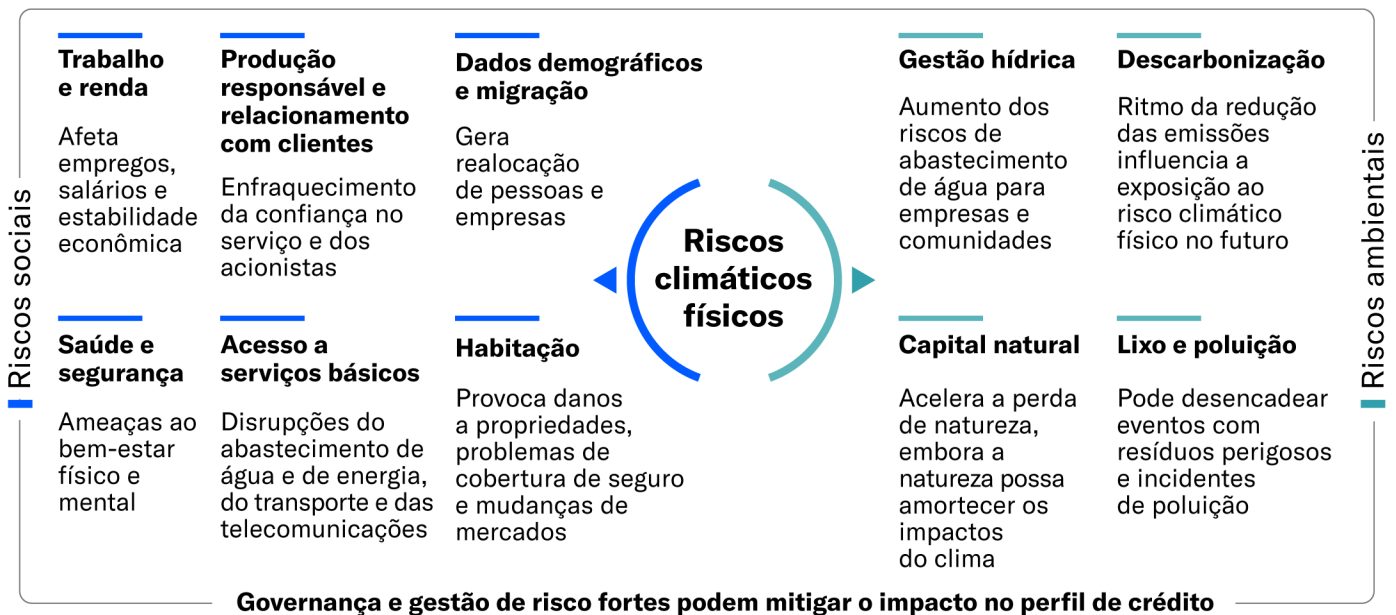 Riscos sociais
Trabalho
e renda
Afeta
empregos,
salários e
estabilidade
econômica
Produção
responsável e
relacionamento
com clientes
Enfraquecimento
da confiança no
serviço e dos
acionistas
Dados demográficos
e migração
Gera
realocação
de pessoas e
empresas
Saúde e
segurança
Ameaças ao
bem-estar
físico e
mental
Acesso a
serviços básicos
Disrupções do
abastecimento de
água e de energia,
do transporte e das
telecomunicações
Habitação
Provoca danos
a propriedades,
problemas de
cobertura de seguro
e mudanças de
mercados
Riscos
climáticos
físicos
Gestão hídrica
Aumento dos
riscos de
abastecimento
de água para
empresas e
comunidades
Descarbonização
Ritmo da redução
das emissões
influencia a
exposição ao
risco climático
físico no futuro
Capital natural
Acelera a perda
de natureza,
embora a
natureza possa
amortecer os
impactos
do clima
Lixo e poluição
Pode desencadear
eventos com
resíduos perigosos
e incidentes
de poluição
Riscos ambientais
Governança e gestão de risco fortes podem mitigar o impacto no perfil de crédito